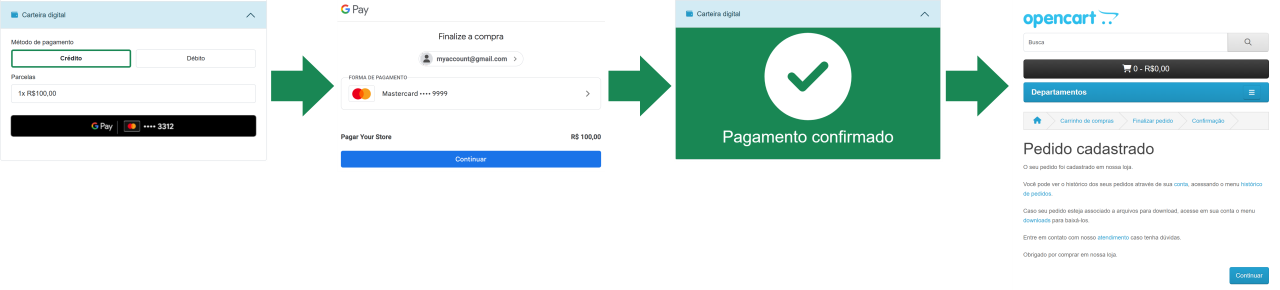 Carteira digital
Método de pagamento
Crédito
Débito
Parcelas
1x R$100,00
G Pay
•••• 3312
G Pay
Finalize a compra
myaccount@gmail.com
FORMA DE PAGAMENTO
Mastercard •••• 9999
Pagar Your Store
R$ 100,00
Continuar
Carteira digital
Pagamento confirmado
opencart
Busca
0 - R$0,00
Departamentos
Carrinho de compras
Finalizar pedido
Confirmação
Pedido cadastrado
O seu pedido foi cadastrado em nossa loja.
Você pode ver o histórico dos seus pedidos através de sua conta, acessando o menu histórico
de pedidos.
Caso seu pedido esteja associado a arquivos para download, acesse em sua conta o menu
downloads para baixá-los.
Entre em contato com nosso atendimento caso tenha dúvidas.
Obrigado por comprar em nossa loja.
Continuar